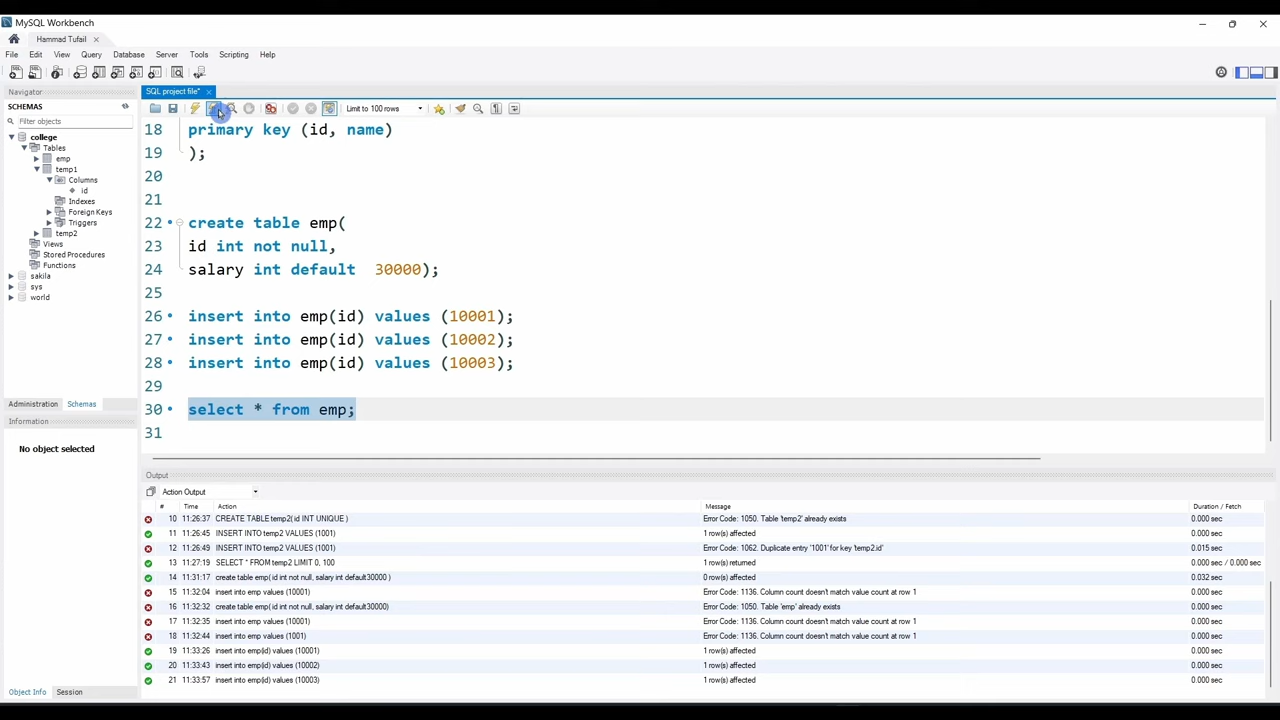 MySQL Workbench
Hammad Tufail
File Edit View Query Database Server Tools Scripting Help
Navigator
SCHEMAS
Filter objects
college
Tables
emp
temp1
Columns
id
Indexes
Foreign Keys
Triggers
temp2
Views
Stored Procedures
Functions
sakila
sys
world
Administration Schemas
Information
No object selected
Object Info Session
SQL project file*
Limit to 100 rows
18 primary key (id, name)
19 );
20
21
22 create table emp(
23 id int not null,
24 salary int default 30000);
25
26 insert into emp(id) values (10001);
27 insert into emp(id) values (10002);
28 insert into emp(id) values (10003);
29
30 select * from emp;
31
Output
Action Output
# Time Action Message Duration / Fetch
10 11:26:37 CREATE TABLE temp2( id INT UNIQUE ) Error Code: 1050. Table 'temp2' already exists 0.000 sec
11 11:26:45 INSERT INTO temp2 VALUES (1001) 1 row(s) affected 0.000 sec
12 11:26:49 INSERT INTO temp2 VALUES (1001) Error Code: 1062. Duplicate entry '1001' for key 'temp2.id' 0.015 sec
13 11:27:19 SELECT * FROM temp2 LIMIT 0, 100 1 row(s) returned 0.000 sec / 0.000 sec
14 11:31:17 create table emp( id int not null, salary int default30000 ) 0 row(s) affected 0.032 sec
15 11:32:04 insert into emp values (10001) Error Code: 1136. Column count doesn't match value count at row 1 0.000 sec
16 11:32:32 create table emp( id int not null, salary int default30000) Error Code: 1050. Table 'emp' already exists 0.000 sec
17 11:32:35 insert into emp values (10001) Error Code: 1136. Column count doesn't match value count at row 1 0.000 sec
18 11:32:44 insert into emp values (1001) Error Code: 1136. Column count doesn't match value count at row 1 0.000 sec
19 11:33:26 insert into emp(id) values (10001) 1 row(s) affected 0.000 sec
20 11:33:43 insert into emp(id) values (10002) 1 row(s) affected 0.000 sec
21 11:33:57 insert into emp(id) values (10003) 1 row(s) affected 0.000 sec